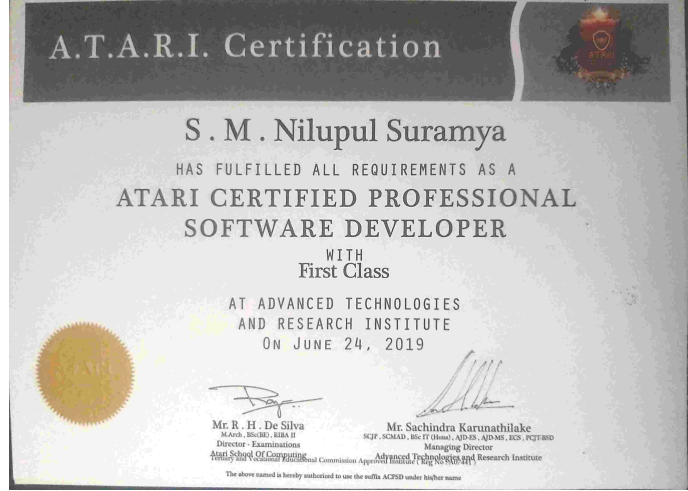 A.T.A.R.I. Certification
ATARI
S . M . Nilupul Suramya
HAS FULFILLED ALL REQUIREMENTS AS A
ATARI CERTIFIED PROFESSIONAL
SOFTWARE DEVELOPER
WITH
First Class
AT ADVANCED TECHNOLOGIES
AND RESEARCH INSTITUTE
ON JUNE 24, 2019
Mr. R . H . De Silva
M.Arch , BSc(BE) , RIBA II
Director - Examinations
Atari School Of Computing
Mr. Sachindra Karunathilake
SCJP , SCMAD , BSc IT (Hons) , AJD-ES , AJD-MS , ECS , PCJT-BSD
Managing Director
Advanced Technologies and Research Institute
Tertiary and Vocational Educational Commission Approved Institute ( Reg No
The above named is hereby authorized to use the suffix ACPSD under his/her name